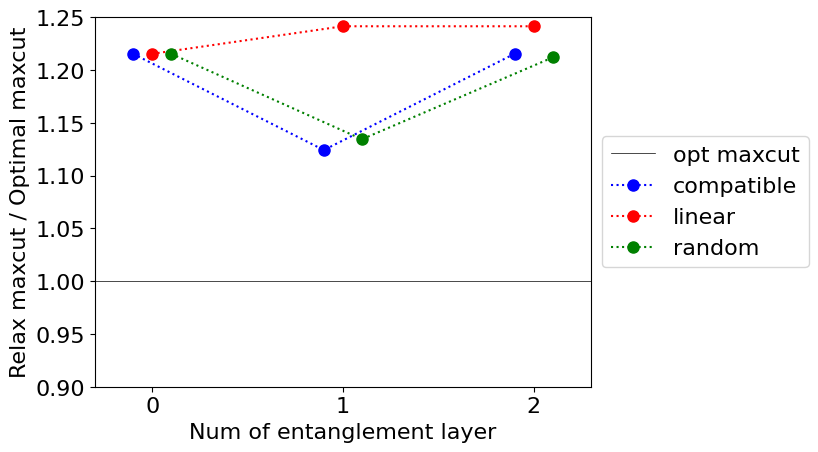 Relax maxcut / Optimal maxcut
1.25
1.20
1.15
1.10
1.05
1.00
0.95
0.90
0
1
2
Num of entanglement layer
opt maxcut
compatible
linear
random